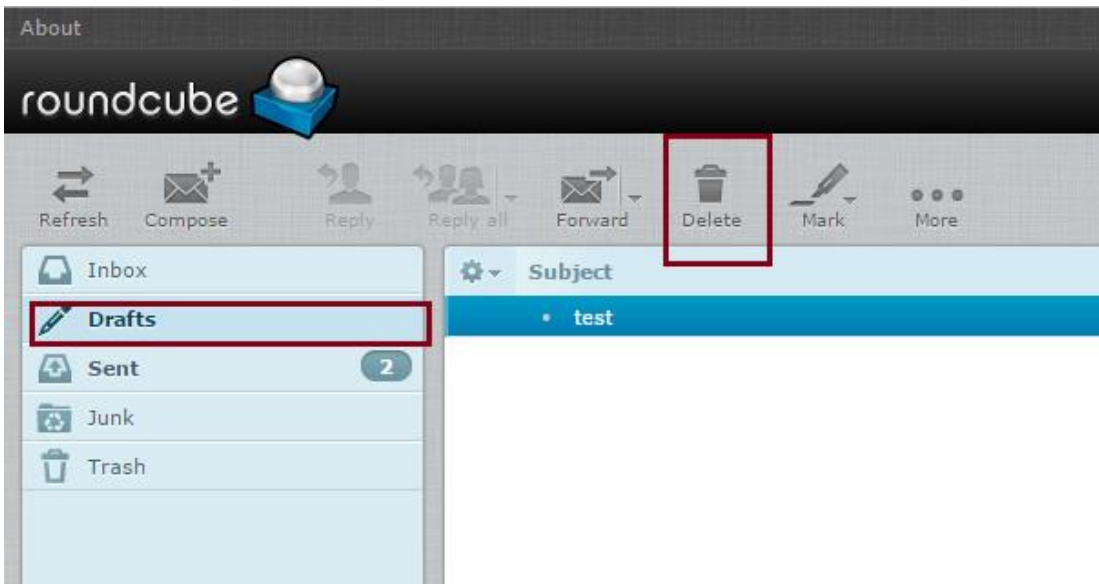 About
roundcube
Refresh Compose Reply Reply all Forward Delete Mark More
Inbox
Subject
Drafts
test
Sent 2
Junk
Trash